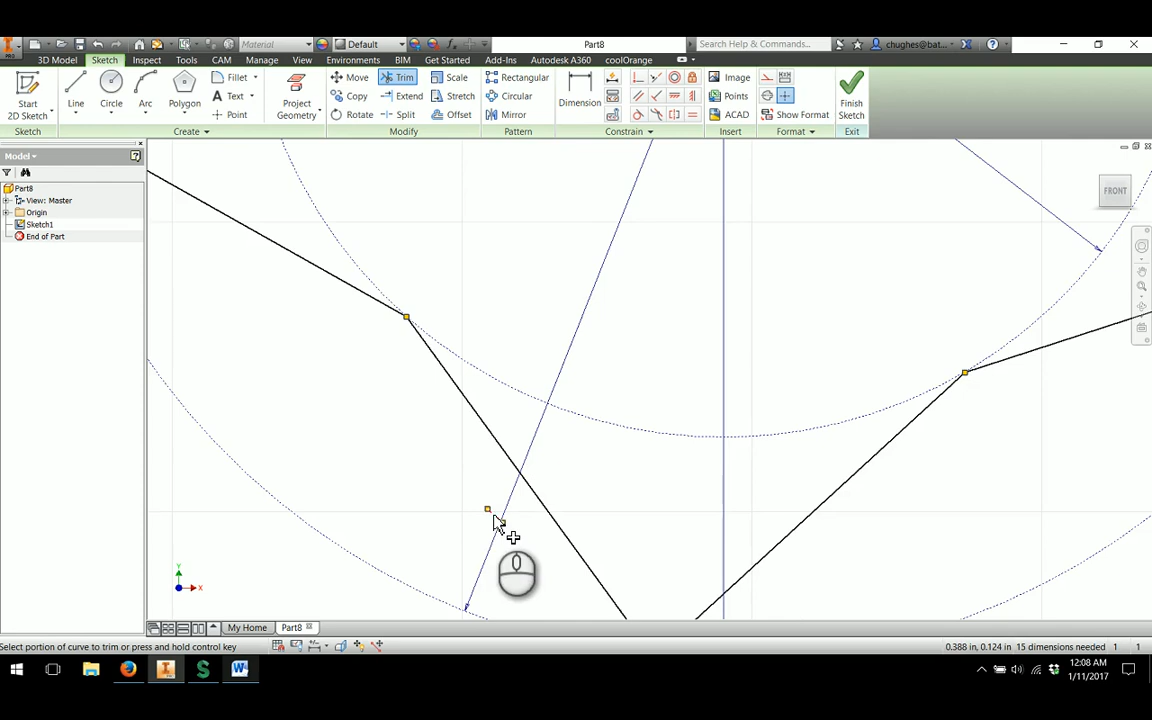 PRO Material Default Part8 Search Help & Commands... chughes@bat...
3D Model Sketch Inspect Tools CAM Manage View Environments BIM Get Started Add-Ins Autodesk A360 coolOrange
Start
2D Sketch
Line
Circle
Arc
Polygon
Fillet
Text
Point
Project
Geometry
Move Trim Scale
Copy Extend Stretch
Rotate Split Offset
Rectangular
Circular
Mirror
Dimension
Image
Points
ACAD
Show Format
Finish
Sketch
Sketch Create Modify Pattern Constrain Insert Format Exit
Model
Part8
View: Master
Origin
Sketch1
End of Part
FRONT
Y
X
My Home Part8
Select portion of curve to trim or press and hold control key 0.388 in, 0.124 in 15 dimensions needed 1 1
12:08 AM
1/11/2017